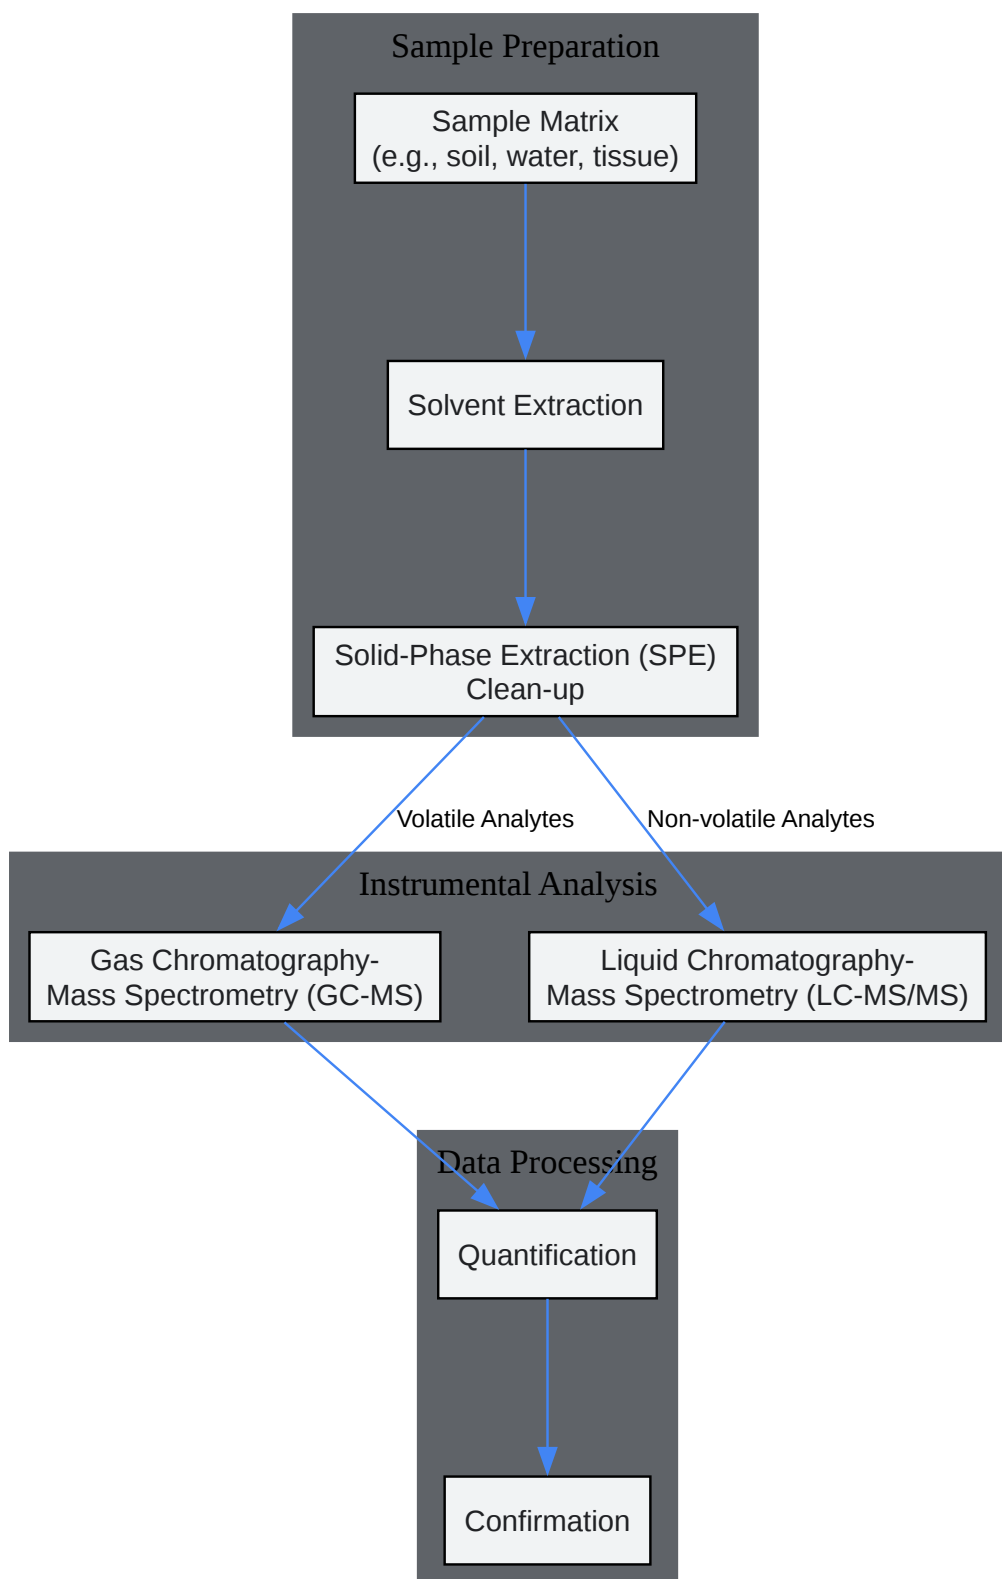 Sample Preparation
Sample Matrix
(e.g., soil, water, tissue)
Solvent Extraction
Solid-Phase Extraction (SPE)
Clean-up
Volatile Analytes
Non-volatile Analytes
Instrumental Analysis
Gas Chromatography-
Mass Spectrometry (GC-MS)
Liquid Chromatography-
Mass Spectrometry (LC-MS/MS)
Data Processing
Quantification
Confirmation